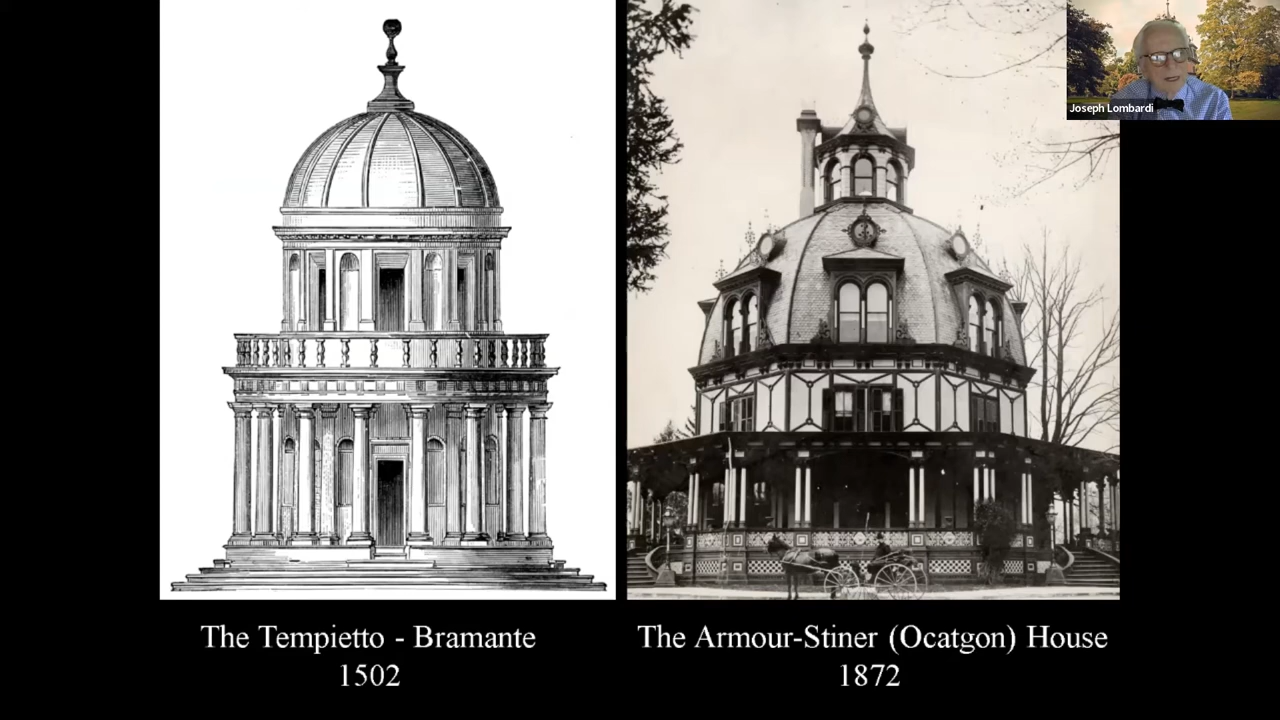 Joseph Lombardi
The Tempietto - Bramante
1502
The Armour-Stiner (Ocatgon) House
1872